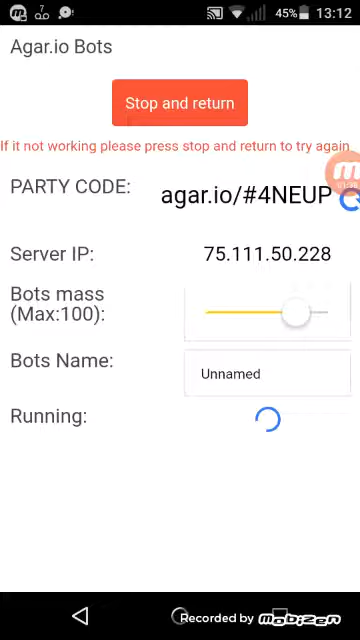 7
45%
13:12
Agar.io Bots
Stop and return
If it not working please press stop and return to try again
PARTY CODE:
agar.io/#4NEUP
Server IP:
75.111.50.228
Bots mass
(Max:100):
Bots Name:
Unnamed
Running:
Recorded by mobizen